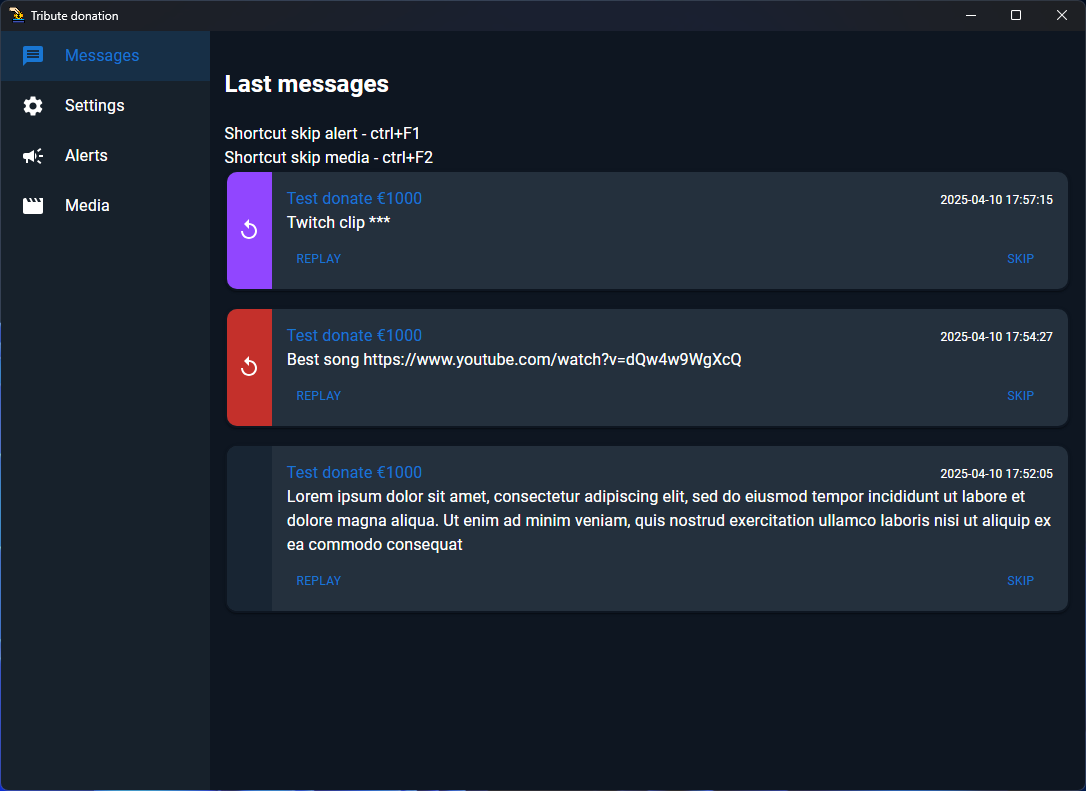 Tribute donation
Messages
Settings
Alerts
Media
Last messages
Shortcut skip alert - ctrl+F1
Shortcut skip media - ctrl+F2
Test donate €1000
2025-04-10 17:57:15
Twitch clip ***
REPLAY
SKIP
Test donate €1000
2025-04-10 17:54:27
Best song https://www.youtube.com/watch?v=dQw4w9WgXcQ
REPLAY
SKIP
Test donate €1000
2025-04-10 17:52:05
Lorem ipsum dolor sit amet, consectetur adipiscing elit, sed do eiusmod tempor incididunt ut labore et
dolore magna aliqua. Ut enim ad minim veniam, quis nostrud exercitation ullamco laboris nisi ut aliquip ex
ea commodo consequat
REPLAY
SKIP